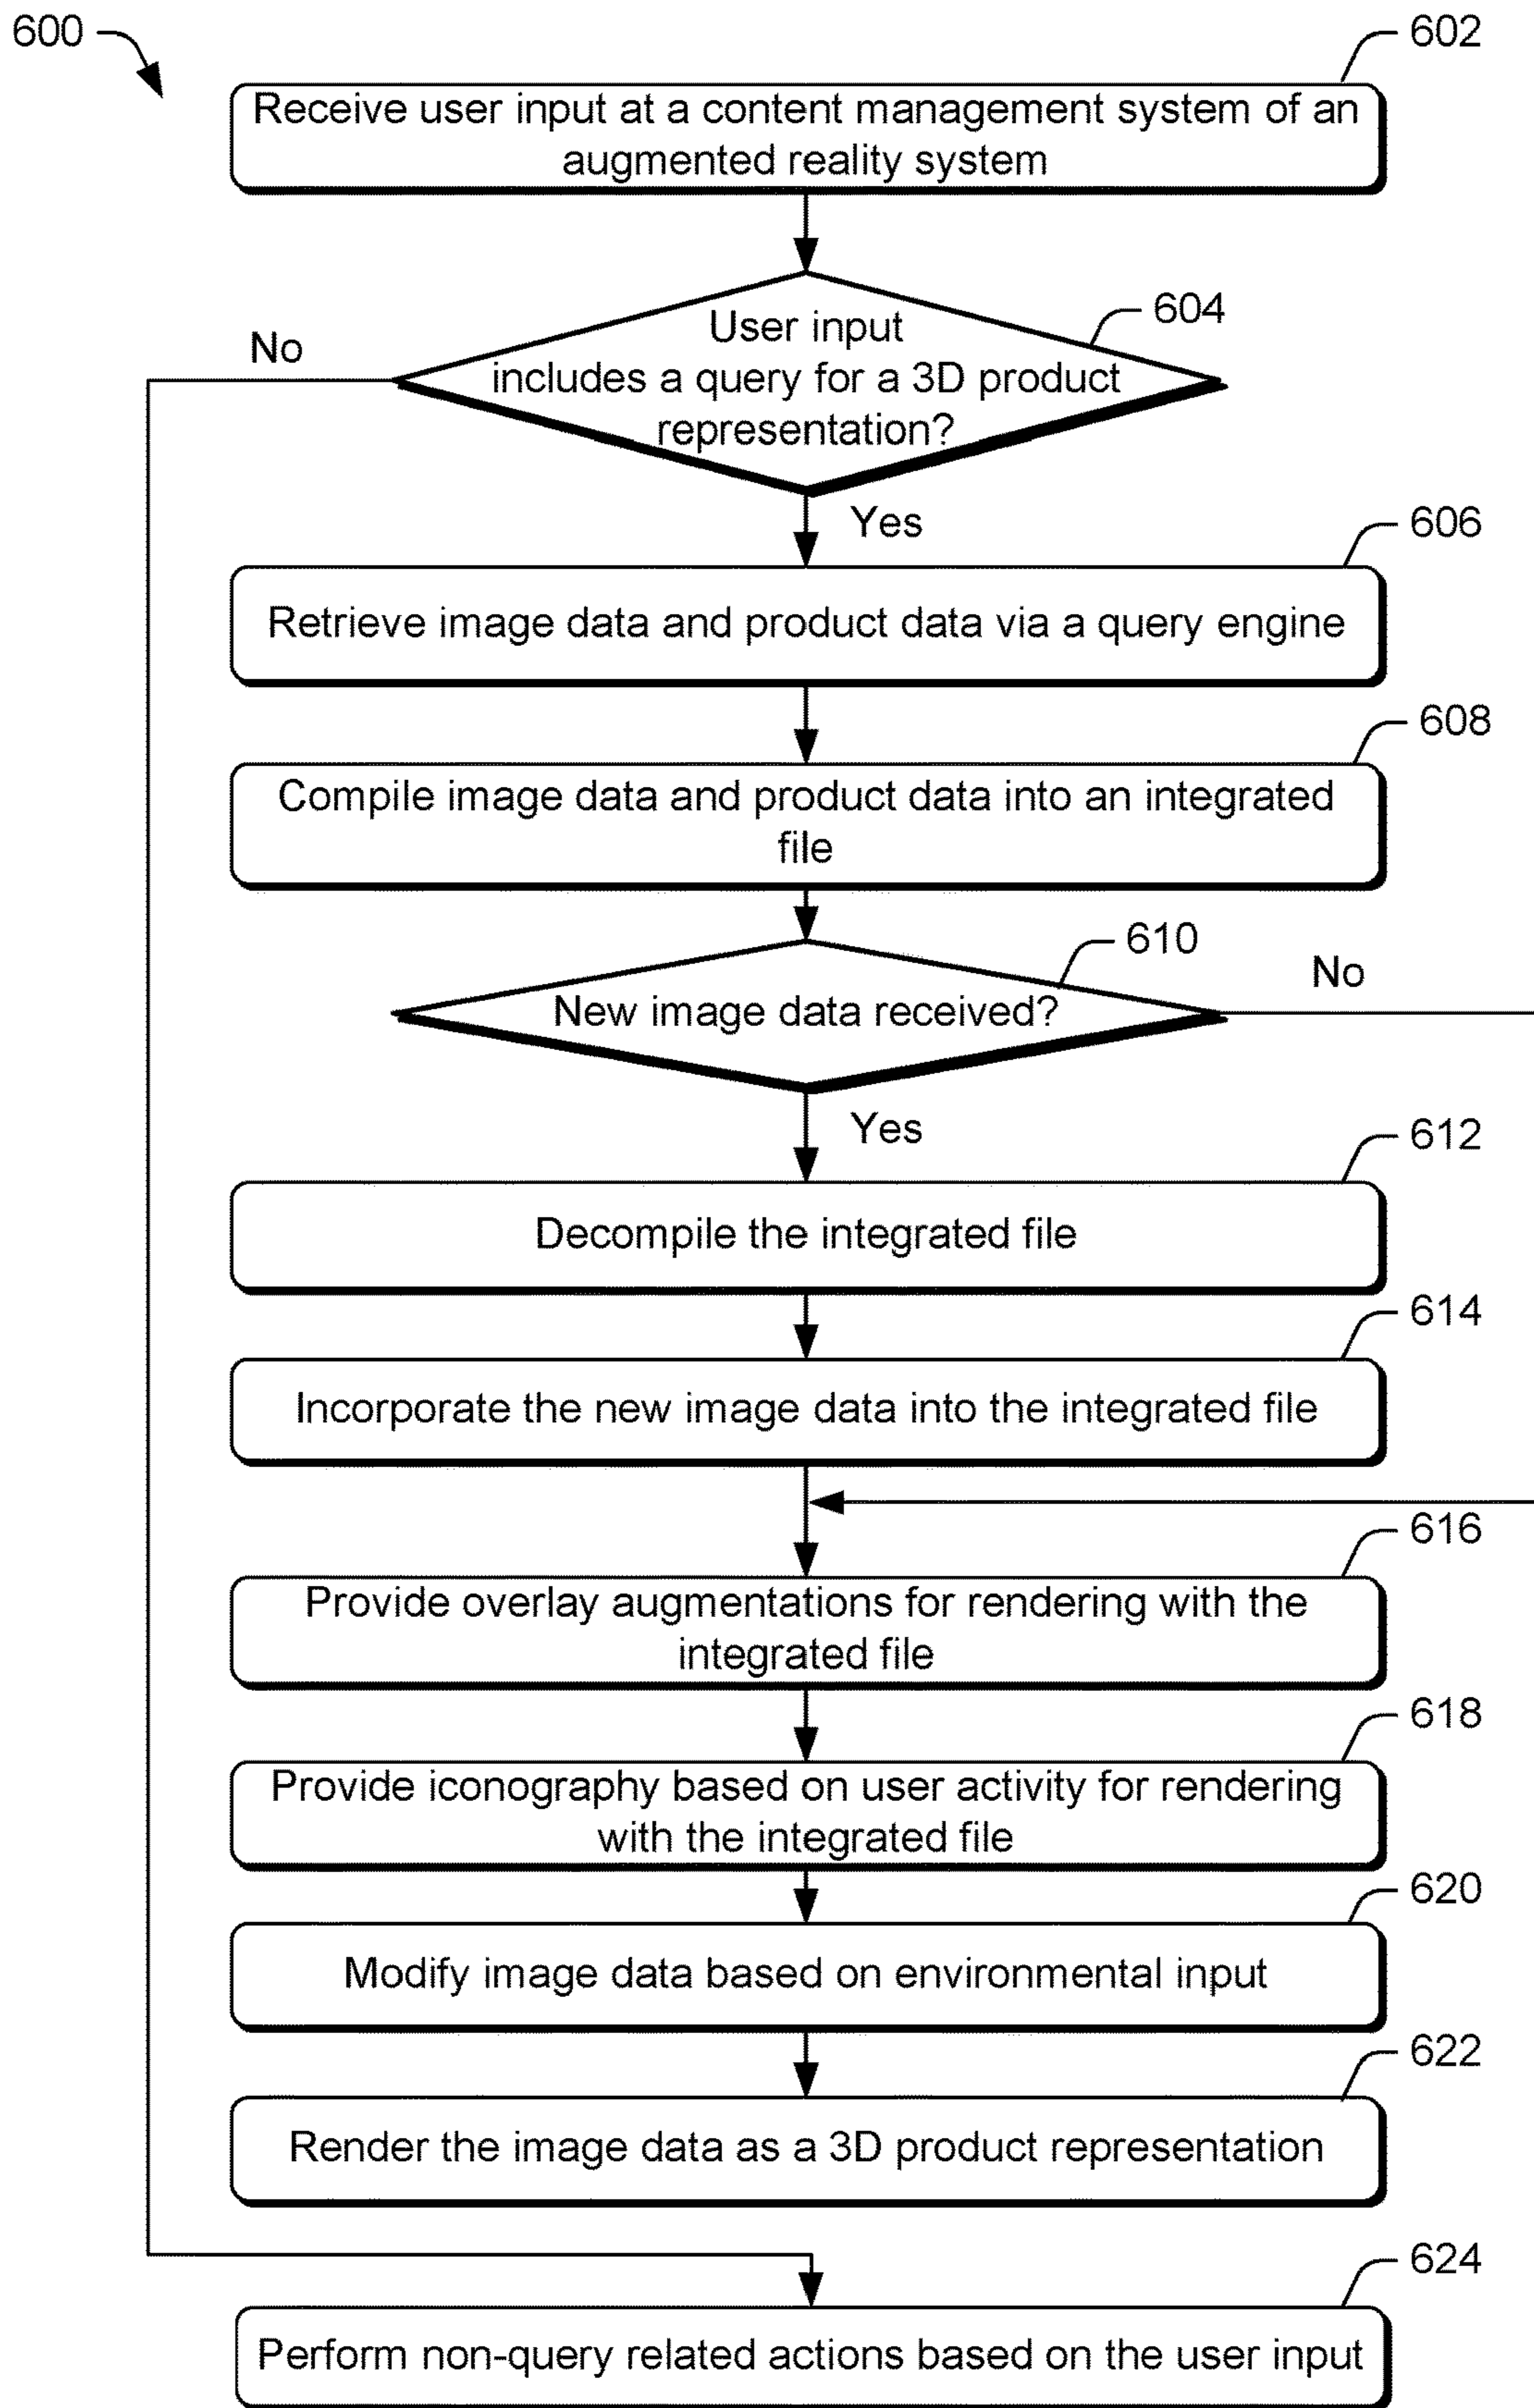 600
602
Receive user input at a content management system of an
augmented reality system
604
User input
includes a query for a 3D product
representation?
No
Yes
606
Retrieve image data and product data via a query engine
608
Compile image data and product data into an integrated
file
610
New image data received?
No
Yes
612
Decompile the integrated file
614
Incorporate the new image data into the integrated file
616
Provide overlay augmentations for rendering with the
integrated file
618
Provide iconography based on user activity for rendering
with the integrated file
620
Modify image data based on environmental input
622
Render the image data as a 3D product representation
624
Perform non-query related actions based on the user input